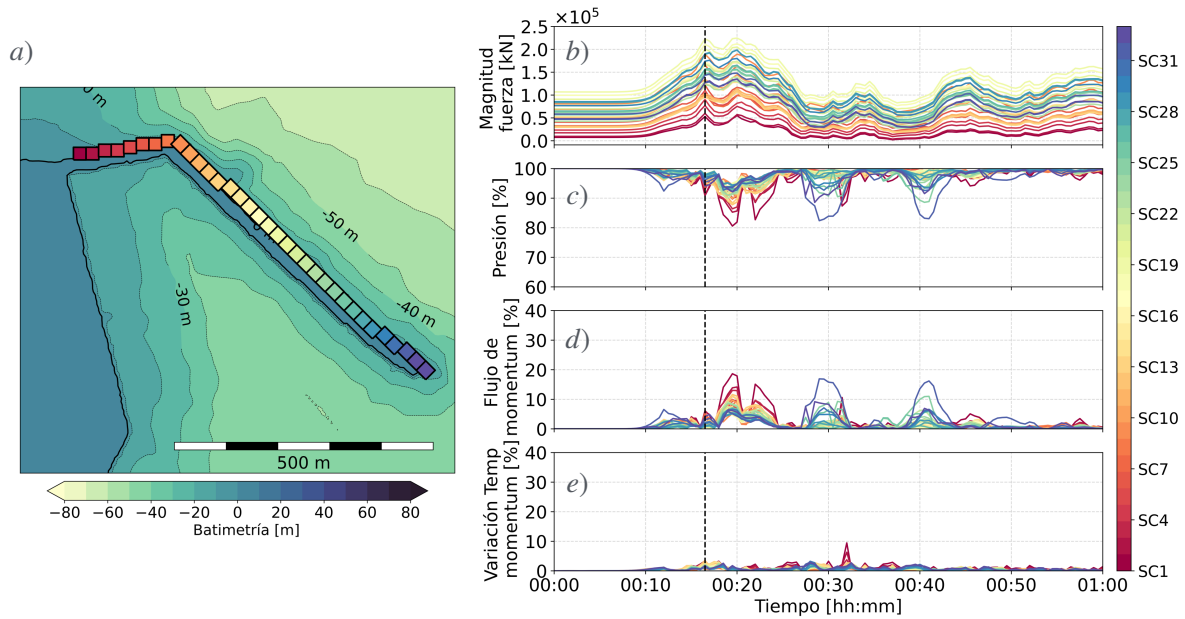 a)
0 m
-50 m
-40 m
-30 m
500 m
−80 −60 −40 −20 0 20 40 60 80
Batimetría [m]
×10⁵
b)
Magnitud
fuerza [kN]
2.5
2.0
1.5
1.0
0.5
0.0
c)
Presión [%]
100
90
80
70
60
d)
Flujo de
momentum [%]
40
30
20
10
0
e)
Variación Temp
momentum [%]
40
30
20
10
0
00:00 00:10 00:20 00:30 00:40 00:50 01:00
Tiempo [hh:mm]
SC31
SC28
SC25
SC22
SC19
SC16
SC13
SC10
SC7
SC4
SC1